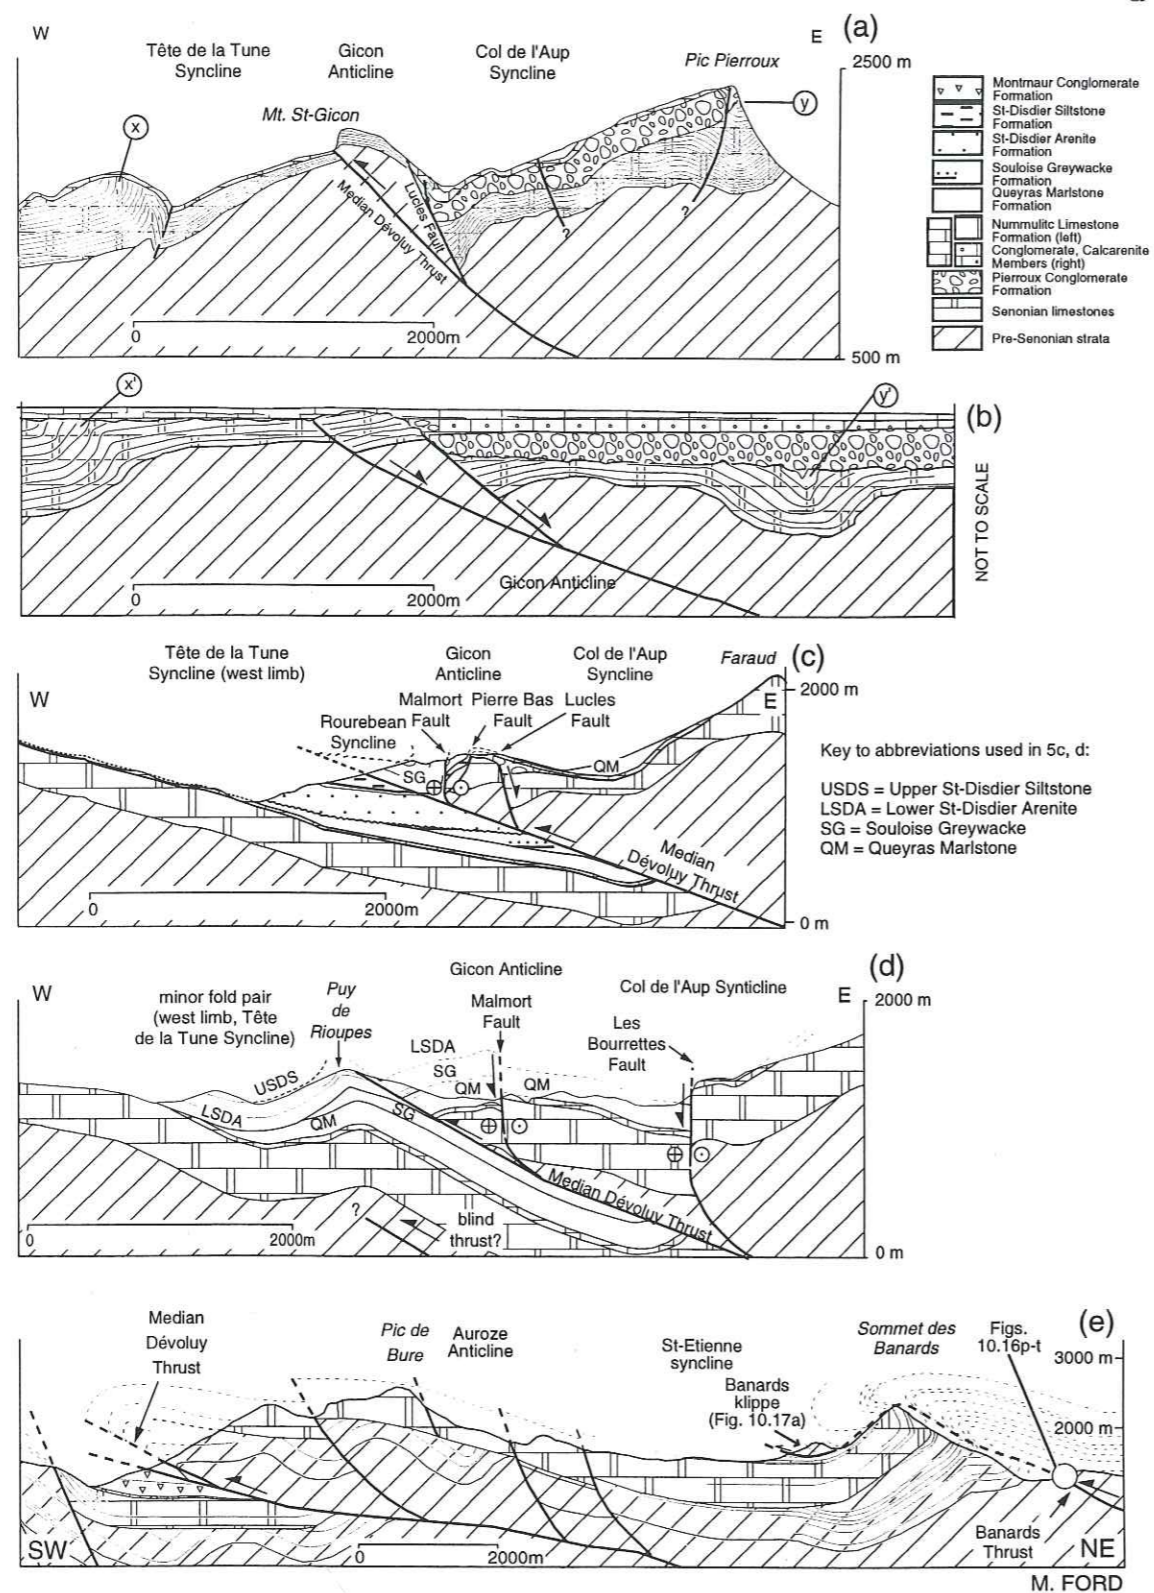 W
E
(a)
Tête de la Tune
Syncline
Gicon
Anticline
Col de l'Aup
Syncline
Pic Pierroux
Mt. St-Gicon
x
y
2500 m
Median Dévoluy Thrust
Lucles Fault
?
?
0
2000m
500 m
Montmaur Conglomerate
Formation
St-Disdier Siltstone
Formation
St-Disdier Arenite
Formation
Souloise Greywacke
Formation
Queyras Marlstone
Formation
Nummulitc Limestone
Formation (left)
Conglomerate, Calcarenite
Members (right)
Pierroux Conglomerate
Formation
Senonian limestones
Pre-Senonian strata
x'
y'
(b)
NOT TO SCALE
Gicon Anticline
0
2000m
Tête de la Tune
Syncline (west limb)
Gicon
Anticline
Col de l'Aup
Syncline
Faraud
(c)
W
E
2000 m
Malmort
Fault
Pierre Bas
Fault
Lucles
Fault
Rourebean
Syncline
SG
QM
Median
Dévoluy Thrust
0
2000m
0 m
Key to abbreviations used in 5c, d:
USDS = Upper St-Disdier Siltstone
LSDA = Lower St-Disdier Arenite
SG = Souloise Greywacke
QM = Queyras Marlstone
(d)
W
E
2000 m
Gicon Anticline
minor fold pair
(west limb, Tête
de la Tune Syncline)
Puy
de
Rioupes
Malmort
Fault
Col de l'Aup Synticline
Les
Bourrettes
Fault
LSDA
SG
QM
QM
USDS
LSDA
QM
SG
Median Dévoluy Thrust
?
blind
thrust?
0
2000m
0 m
(e)
Median
Dévoluy
Thrust
Pic de
Bure
Auroze
Anticline
St-Etienne
syncline
Banards
klippe
(Fig. 10.17a)
Sommet des
Banards
Figs.
10.16p-t
3000 m
2000 m
SW
0
2000m
Banards
Thrust
NE
M. FORD